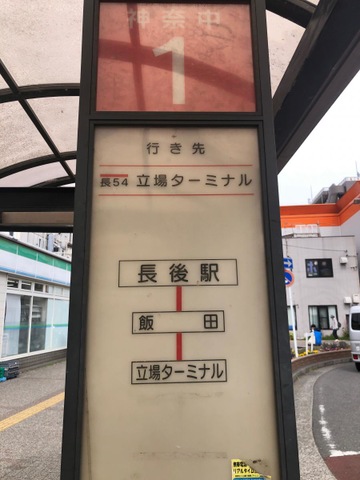 神奈中
1
行き先
長54 立場ターミナル
長後駅
飯田
立場ターミナル